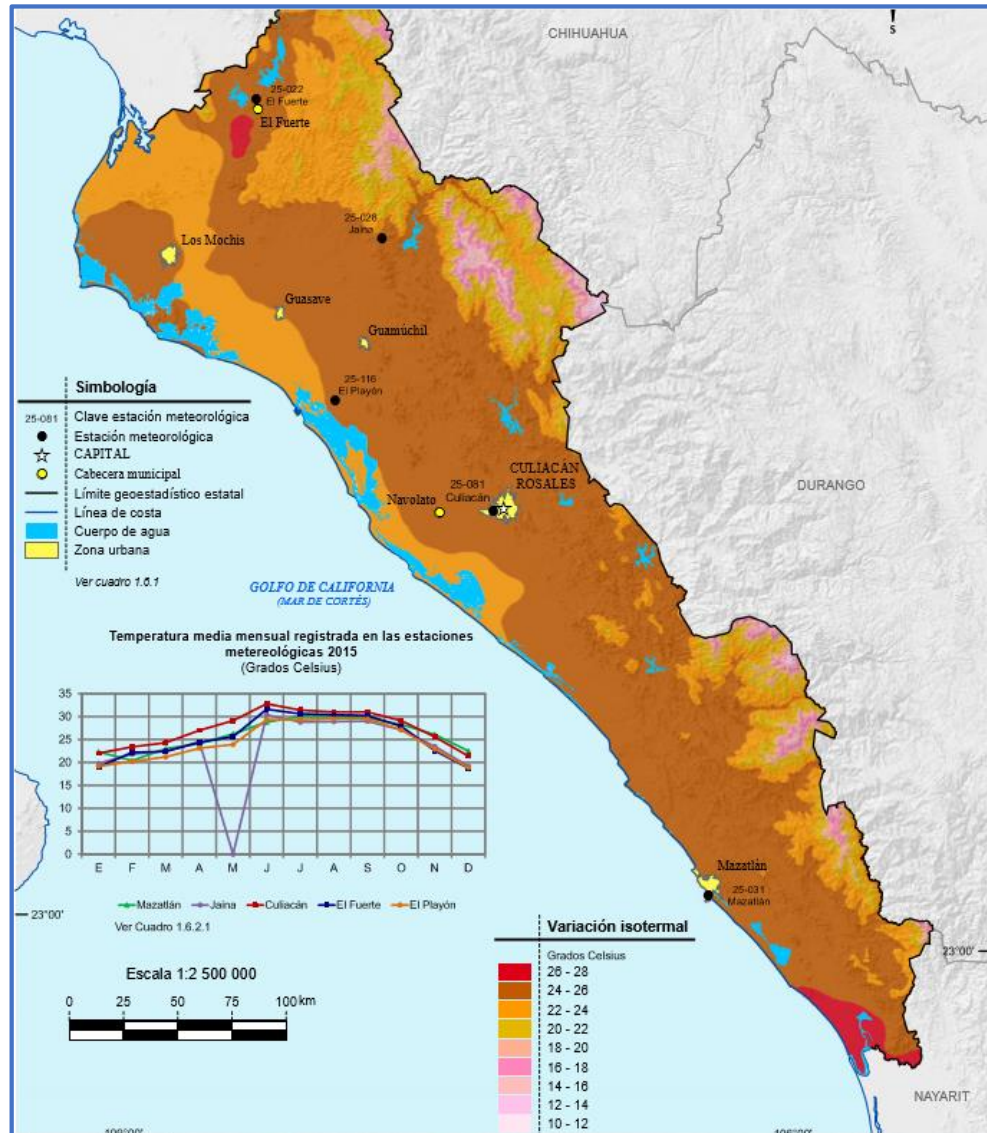 S
CHIHUAHUA
25-022
El Fuerte
El Fuerte
25-028
Jaina
Los Mochis
Guasave
Guamúchil
25-116
El Playón
Simbología
25-081 Clave estación meteorológica
Estación meteorológica
CAPITAL
Cabecera municipal
Límite geoestadístico estatal
Línea de costa
Cuerpo de agua
Zona urbana
Ver cuadro 1.6.1
CULIACÁN
ROSALES
25-081
Culiacán
Navolato
DURANGO
GOLFO DE CALIFORNIA
(MAR DE CORTÉS)
Temperatura media mensual registrada en las estaciones
metereológicas 2015
(Grados Celsius)
35
30
25
20
15
10
5
0
E F M A M J J A S O N D
Mazatlán Jaina Culiacán El Fuerte El Playón
Ver Cuadro 1.6.2.1
Mazatlán
25-031
Mazatlán
23°00'
23°00'
Escala 1:2 500 000
0 25 50 75 100 km
Variación isotermal
Grados Celsius
26 - 28
24 - 26
22 - 24
20 - 22
18 - 20
16 - 18
14 - 16
12 - 14
10 - 12
NAYARIT